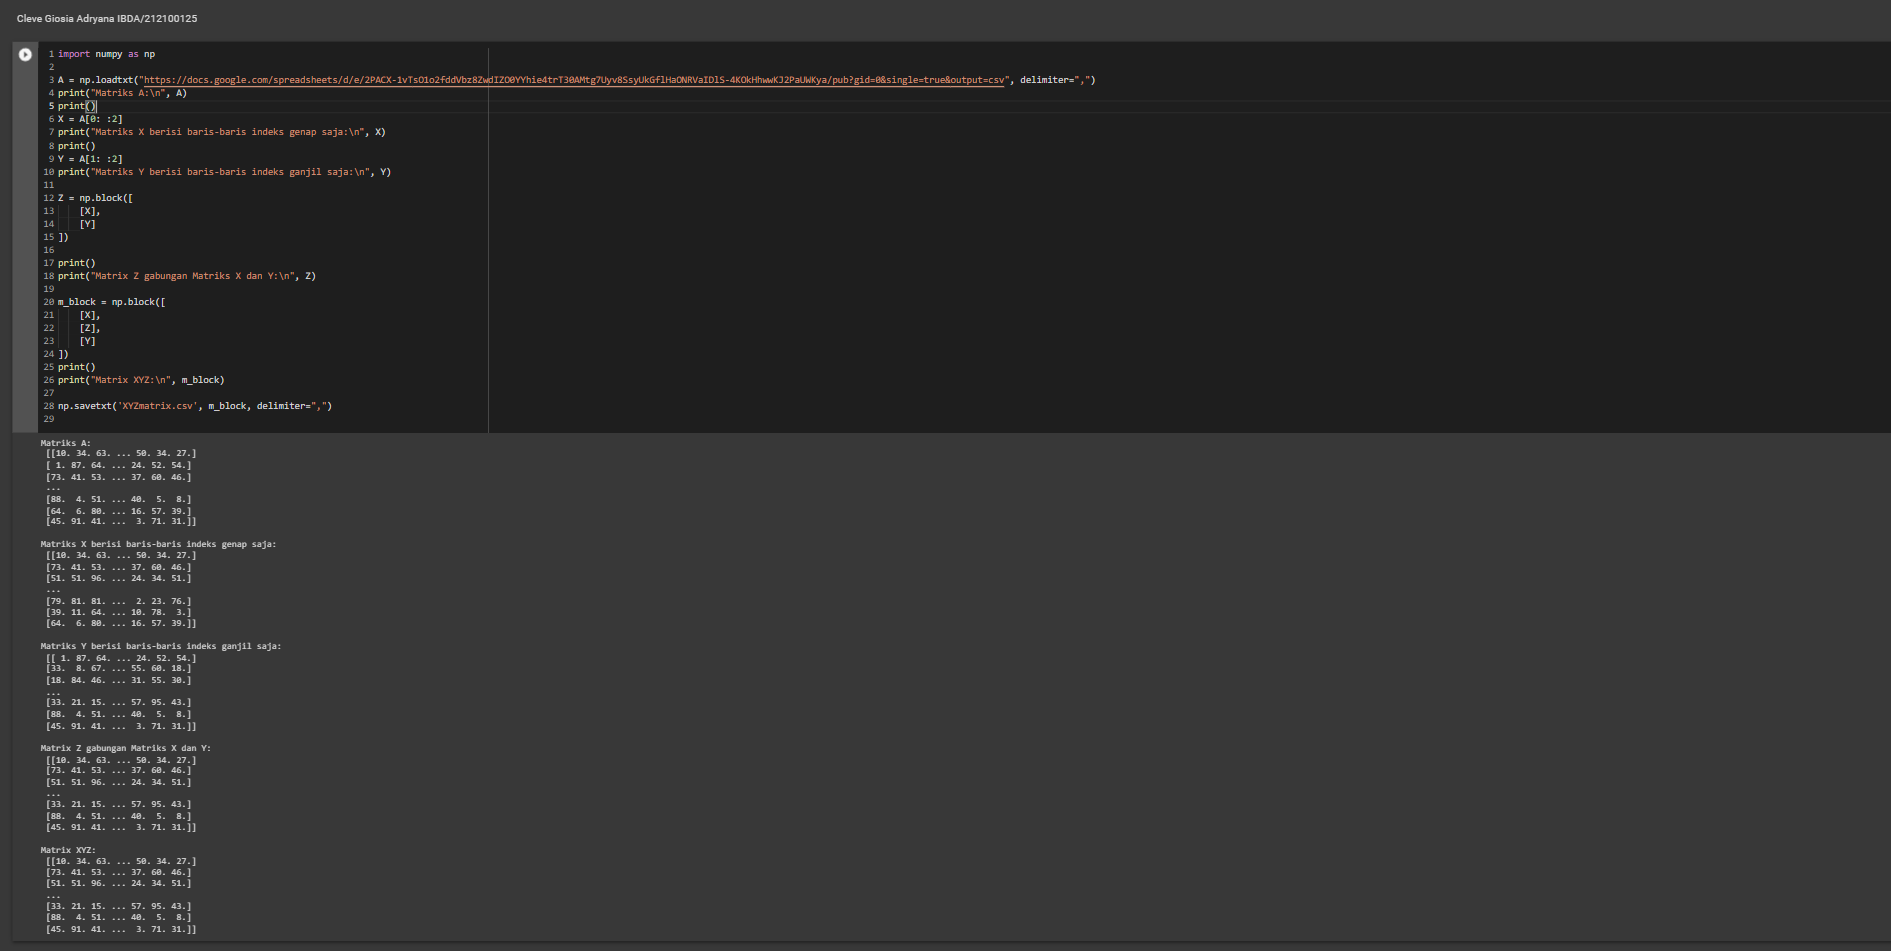 Cleve Giosia Adryana IBDA/212100125
1 import numpy as np
2
3 A = np.loadtxt("https://docs.google.com/spreadsheets/d/e/2PACX-1vTsO1o2fddVbz8ZwdIZO0YYhie4trT30AMtg7Uyv8SsyUkGflHaONRVaIDlS-4KOkHhwwKJ2PaUWKya/pub?gid=0&single=true&output=csv", delimiter=",")
4 print("Matriks A:\n", A)
5 print()
6 X = A[0: :2]
7 print("Matriks X berisi baris-baris indeks genap saja:\n", X)
8 print()
9 Y = A[1: :2]
10 print("Matriks Y berisi baris-baris indeks ganjil saja:\n", Y)
11
12 Z = np.block([
13     [X],
14     [Y]
15 ])
16
17 print()
18 print("Matrix Z gabungan Matriks X dan Y:\n", Z)
19
20 m_block = np.block([
21     [X],
22     [Z],
23     [Y]
24 ])
25 print()
26 print("Matrix XYZ:\n", m_block)
27
28 np.savetxt('XYZmatrix.csv', m_block, delimiter=",")
29
Matriks A:
[[10. 34. 63. ... 50. 34. 27.]
[ 1. 87. 64. ... 24. 52. 54.]
[73. 41. 53. ... 37. 60. 46.]
...
[88.  4. 51. ... 40.  5.  8.]
[64.  6. 80. ... 16. 57. 39.]
[45. 91. 41. ...  3. 71. 31.]]
Matriks X berisi baris-baris indeks genap saja:
[[10. 34. 63. ... 50. 34. 27.]
[73. 41. 53. ... 37. 60. 46.]
[51. 51. 96. ... 24. 34. 51.]
...
[79. 81. 81. ...  2. 23. 76.]
[39. 11. 64. ... 10. 78.  3.]
[64.  6. 80. ... 16. 57. 39.]]
Matriks Y berisi baris-baris indeks ganjil saja:
[[ 1. 87. 64. ... 24. 52. 54.]
[33.  8. 67. ... 55. 60. 18.]
[18. 84. 46. ... 31. 55. 30.]
...
[33. 21. 15. ... 57. 95. 43.]
[88.  4. 51. ... 40.  5.  8.]
[45. 91. 41. ...  3. 71. 31.]]
Matrix Z gabungan Matriks X dan Y:
[[10. 34. 63. ... 50. 34. 27.]
[73. 41. 53. ... 37. 60. 46.]
[51. 51. 96. ... 24. 34. 51.]
...
[33. 21. 15. ... 57. 95. 43.]
[88.  4. 51. ... 40.  5.  8.]
[45. 91. 41. ...  3. 71. 31.]]
Matrix XYZ:
[[10. 34. 63. ... 50. 34. 27.]
[73. 41. 53. ... 37. 60. 46.]
[51. 51. 96. ... 24. 34. 51.]
...
[33. 21. 15. ... 57. 95. 43.]
[88.  4. 51. ... 40.  5.  8.]
[45. 91. 41. ...  3. 71. 31.]]